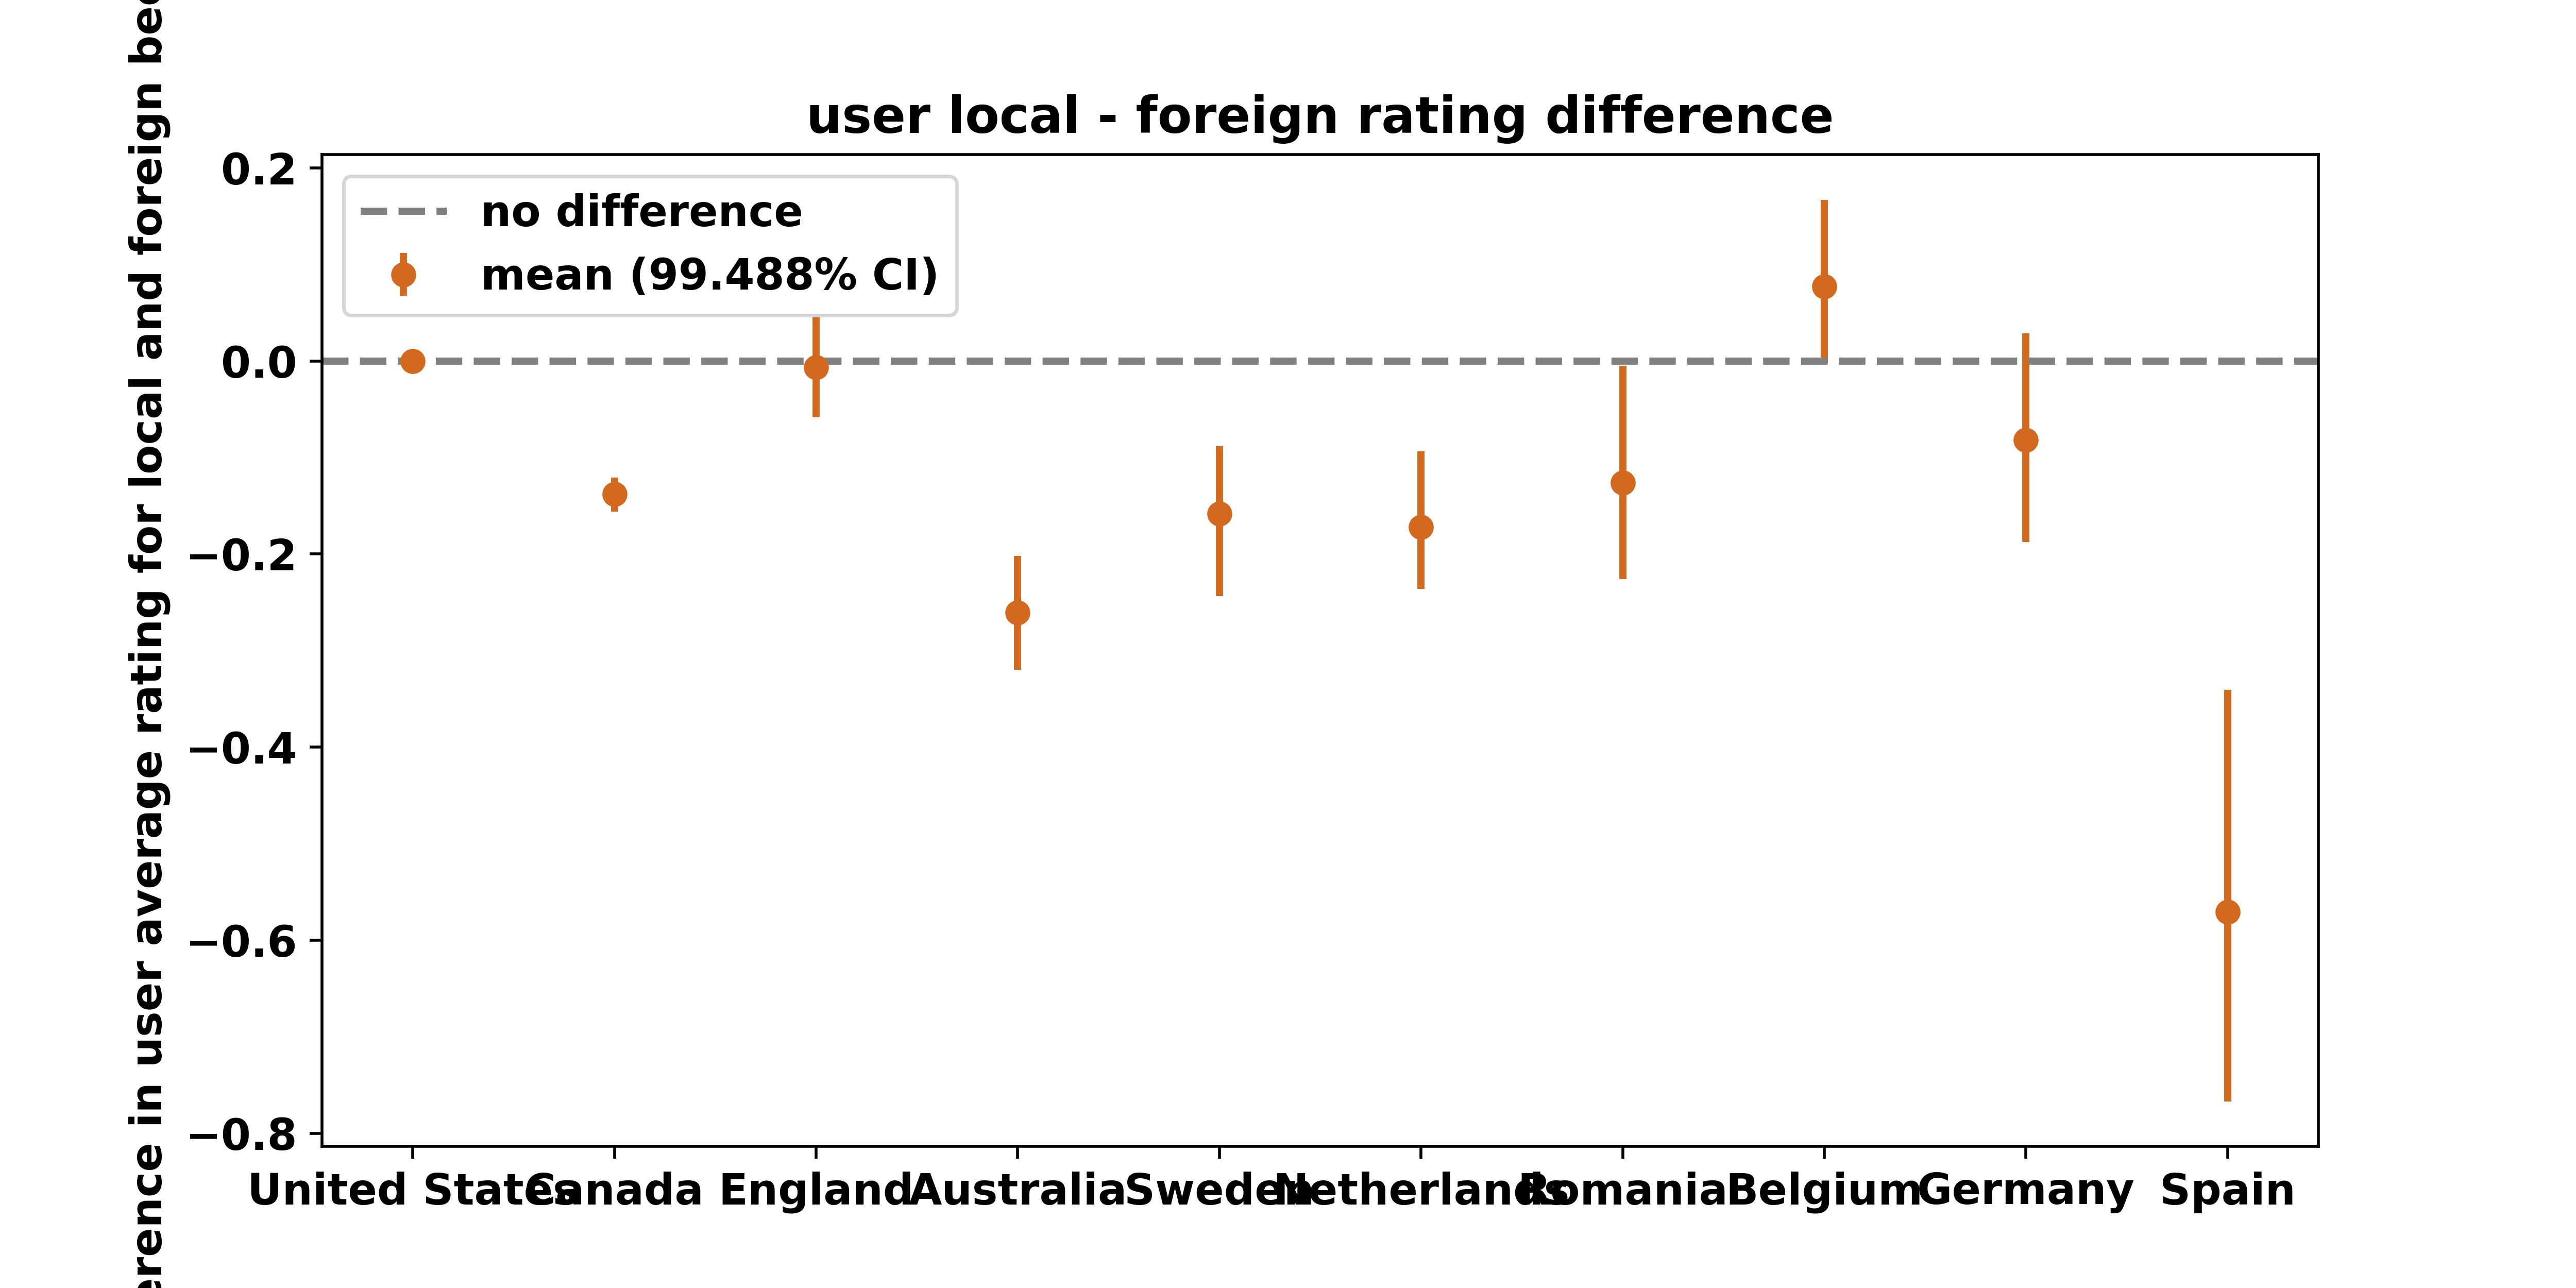 user local - foreign rating difference
in user average rating for local and foreign
0.2
0.0
−0.2
−0.4
−0.6
−0.8
no difference
mean (99.488% CI)
United States
Canada
England
Australia
Sweden
Netherlands
Romania
Belgium
Germany
Spain